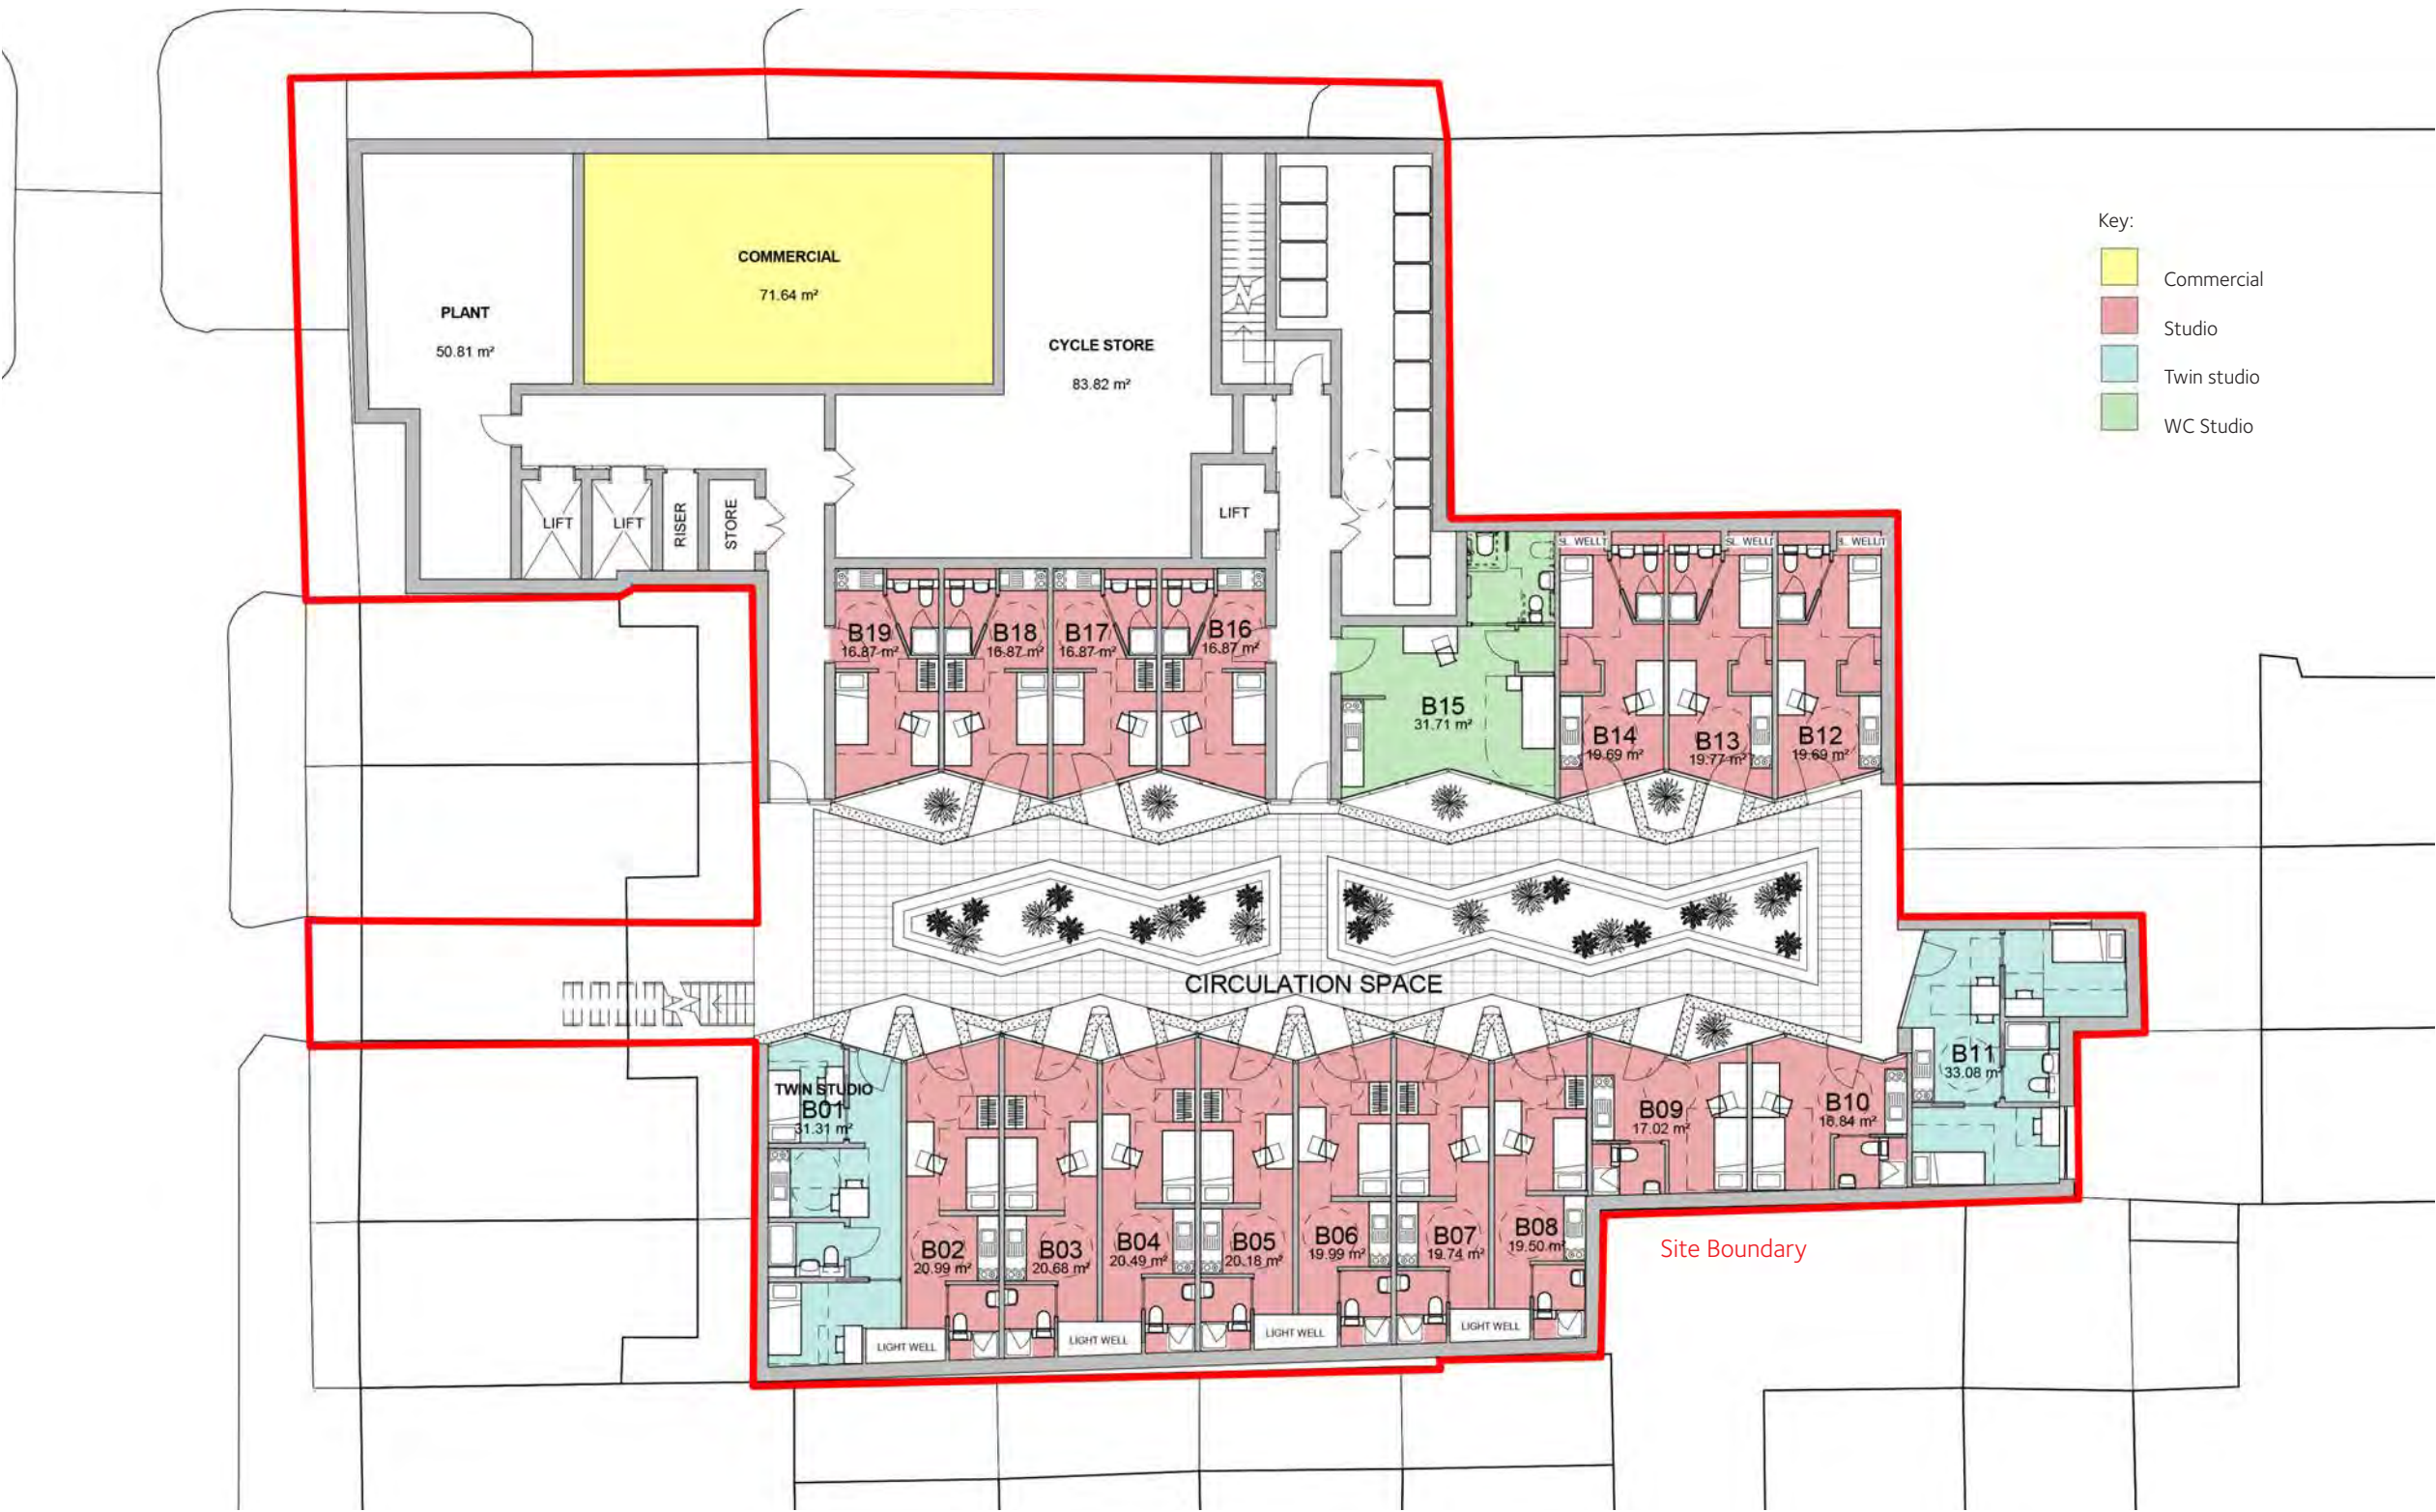 Key:
Commercial
Studio
Twin studio
WC Studio
COMMERCIAL
71.64 m²
PLANT
50.81 m²
CYCLE STORE
83.82 m²
LIFT
LIFT
RISER
STORE
LIFT
B19
16.87 m²
B18
16.87 m²
B17
16.87 m²
B16
16.87 m²
B15
31.71 m²
B14
19.69 m²
B13
19.77 m²
B12
19.69 m²
CIRCULATION SPACE
TWIN STUDIO
B01
31.31 m²
B02
20.99 m²
B03
20.68 m²
B04
20.49 m²
B05
20.18 m²
B06
19.99 m²
B07
19.74 m²
B08
19.50 m²
B09
17.02 m²
B10
16.84 m²
B11
33.08 m²
LIGHT WELL
LIGHT WELL
LIGHT WELL
LIGHT WELL
Site Boundary